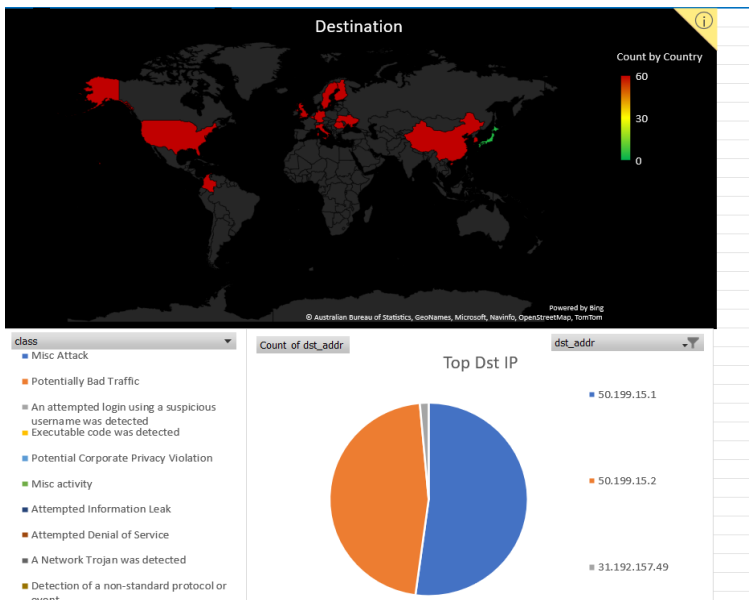 Destination
Count by Country
60
30
0
Powered by Bing
© Australian Bureau of Statistics, GeoNames, Microsoft, Navinfo, OpenStreetMap, TomTom
class
Misc Attack
Potentially Bad Traffic
An attempted login using a suspicious
username was detected
Executable code was detected
Potential Corporate Privacy Violation
Misc activity
Attempted Information Leak
Attempted Denial of Service
A Network Trojan was detected
Detection of a non-standard protocol or
event
Count of dst_addr
dst_addr
Top Dst IP
50.199.15.1
50.199.15.2
31.192.157.49